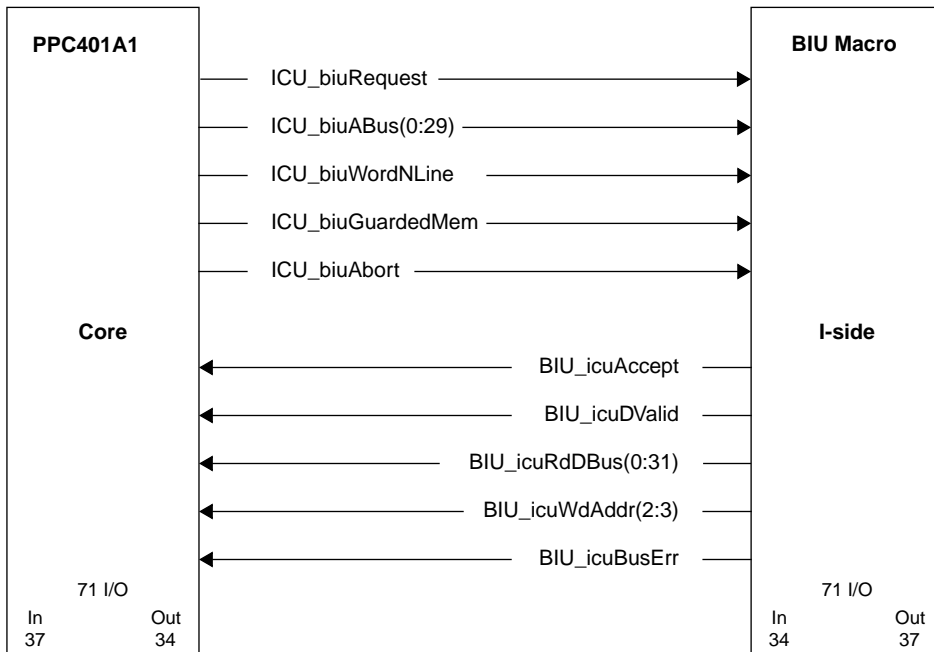 PPC401A1 BIU Macro
ICU_biuRequest
ICU_biuABus(0:29)
ICU_biuWordNLine
ICU_biuGuardedMem
ICU_biuAbort
Core I-side
BIU_icuAccept
BIU_icuDValid
BIU_icuRdDBus(0:31)
BIU_icuWdAddr(2:3)
BIU_icuBusErr
71 I/O 71 I/O
In Out In Out
37 34 34 37